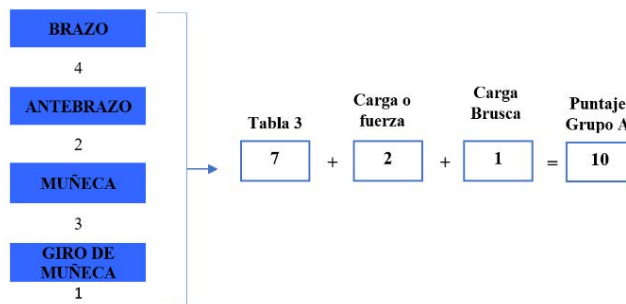 BRAZO
4
ANTEBRAZO
2
MUÑECA
3
GIRO DE
MUÑECA
1
Tabla 3
7
+
Carga o
fuerza
2
+
Carga
Brusca
1
=
Puntaje
Grupo A
10